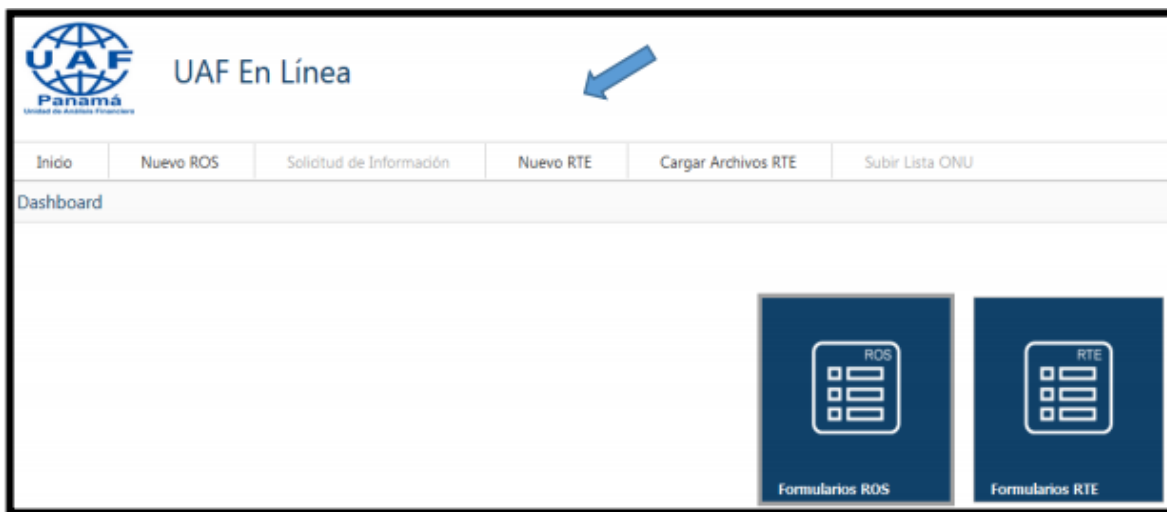 UAF
Panamá
Unidad de Análisis Financiero
UAF En Línea
Inicio Nuevo ROS Solicitud de Información Nuevo RTE Cargar Archivos RTE Subir Lista ONU
Dashboard
ROS RTE
Formularios ROS Formularios RTE